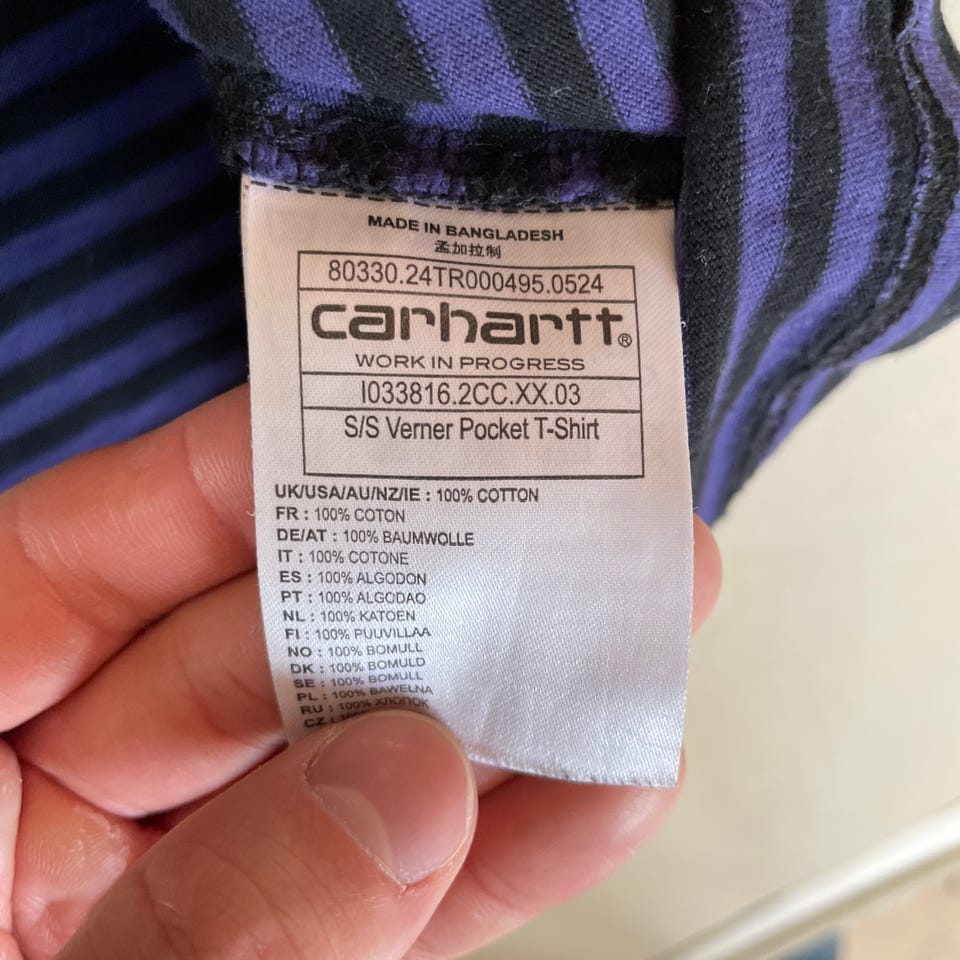 MADE IN BANGLADESH
孟加拉制
80330.24TR000495.0524
carhartt®
WORK IN PROGRESS
I033816.2CC.XX.03
S/S Verner Pocket T-Shirt
UK/USA/AU/NZ/IE : 100% COTTON
FR : 100% COTON
DE/AT : 100% BAUMWOLLE
IT : 100% COTONE
ES : 100% ALGODON
PT : 100% ALGODAO
NL : 100% KATOEN
FI : 100% PUUVILLAA
NO : 100% BOMULL
DK : 100% BOMULD
SE : 100% BOMULL
PL : 100% BAWELNA
RU : 100% ХЛОПОК
CZ :